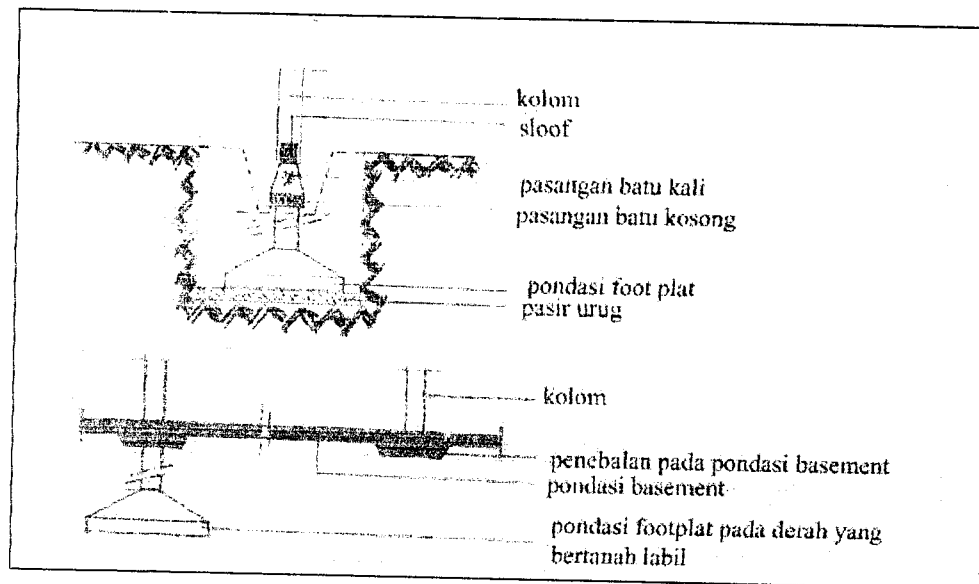 kolom
sloof
pasangan batu kali
pasangan batu kosong
pondasi foot plat
pasir urug
kolom
penebalan pada pondasi basement
pondasi basement
pondasi footplat pada derah yang
bertanah labil